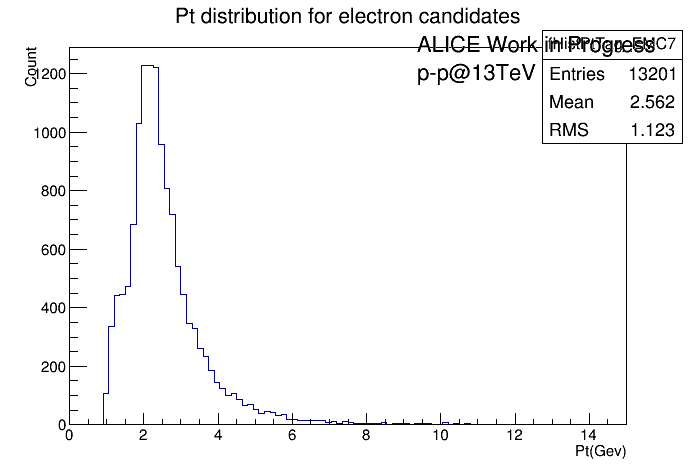 Pt distribution for electron candidates
ALICE Work in Progress
p-p@13TeV
Entries 13201
Mean 2.562
RMS 1.123
Count
1200
1000
800
600
400
200
0
0 2 4 6 8 10 12 14
Pt(Gev)